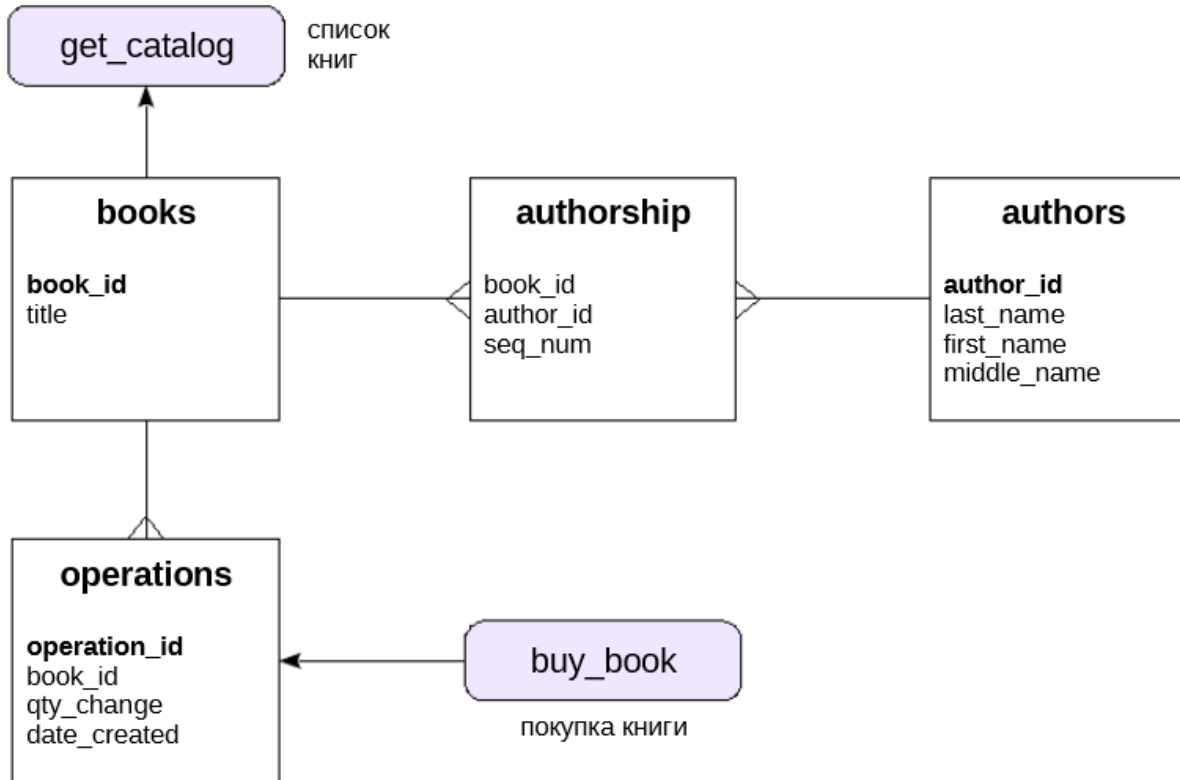 get_catalog
список
книг
books
book_id
title
authorship
book_id
author_id
seq_num
authors
author_id
last_name
first_name
middle_name
operations
operation_id
book_id
qty_change
date_created
buy_book
покупка книги